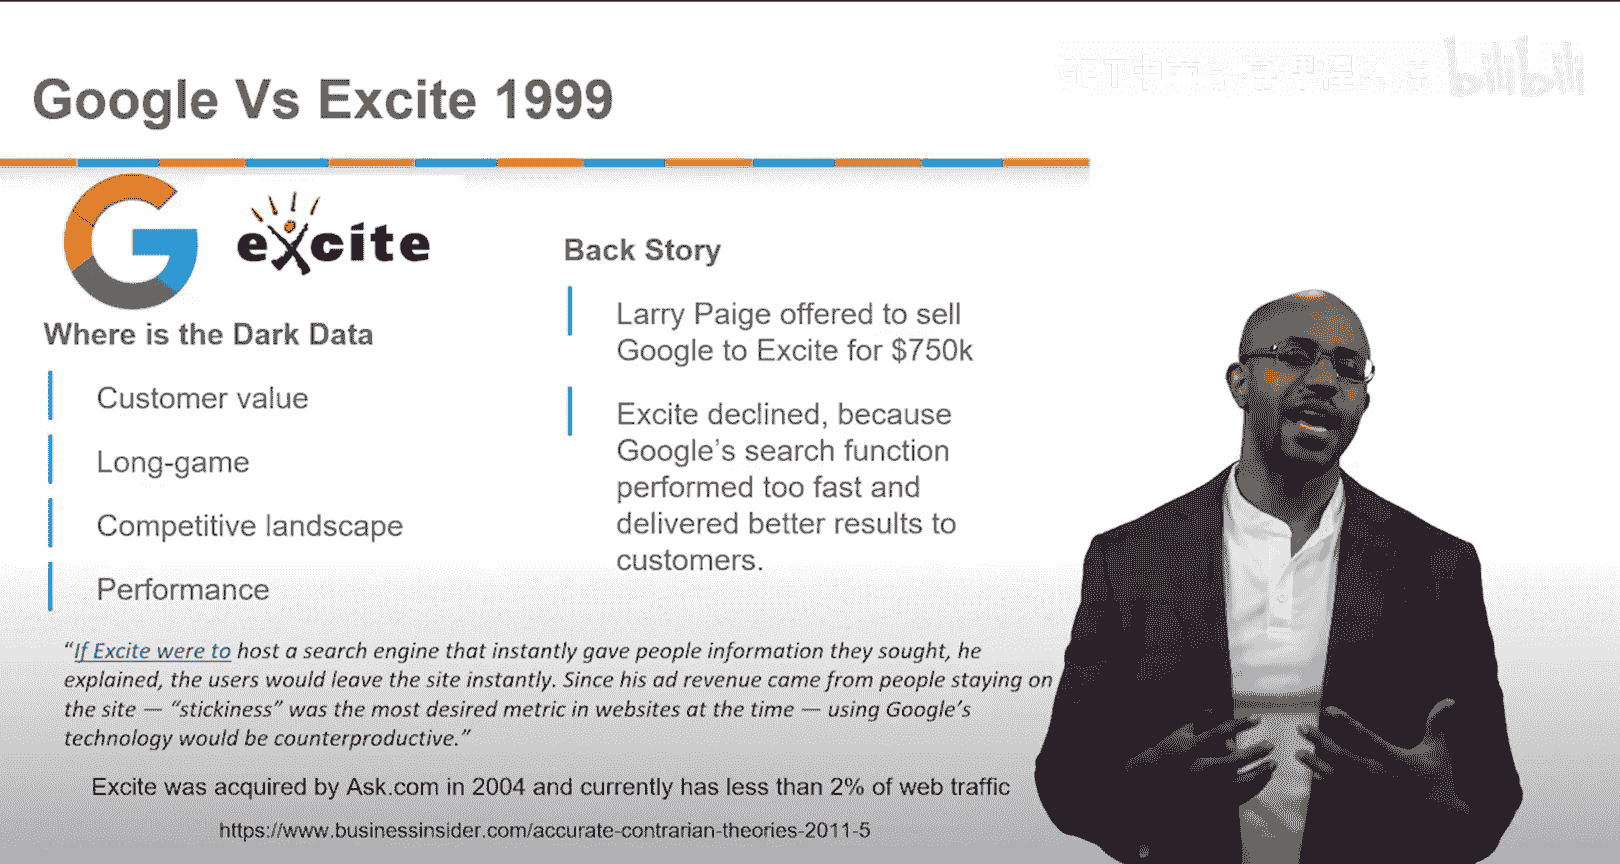 Google Vs Excite 1999
bilibili
excite
Where is the Dark Data
Customer value
Long-game
Competitive landscape
Performance
Back Story
Larry Paige offered to sell
Google to Excite for $750k
Excite declined, because
Google’s search function
performed too fast and
delivered better results to
customers.
“If Excite were to host a search engine that instantly gave people information they sought, he
explained, the users would leave the site instantly. Since his ad revenue came from people staying on
the site — “stickiness” was the most desired metric in websites at the time — using Google’s
technology would be counterproductive.”
Excite was acquired by Ask.com in 2004 and currently has less than 2% of web traffic
https://www.businessinsider.com/accurate-contrarian-theories-2011-5